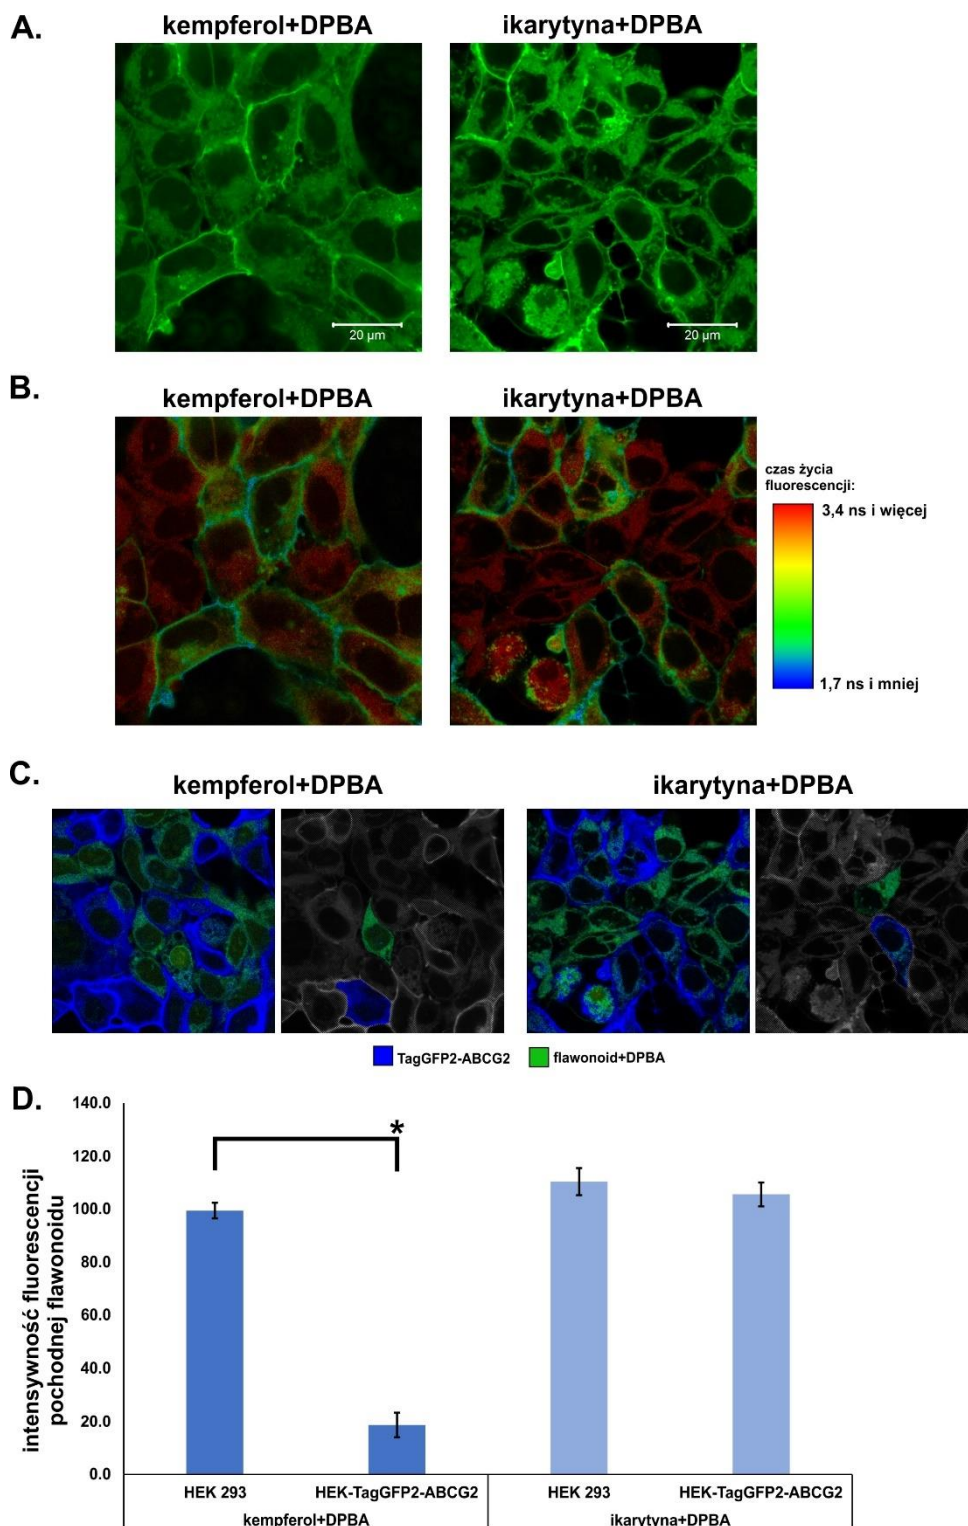 A.
kempferol+DPBA
ikarytyna+DPBA
20 µm
20 µm
B.
kempferol+DPBA
ikarytyna+DPBA
czas życia
fluorescencji:
3,4 ns i więcej
1,7 ns i mniej
C.
kempferol+DPBA
ikarytyna+DPBA
TagGFP2-ABCG2
flawonoid+DPBA
D.
intensywność fluorescencji
pochodnej flawonoidu
140.0
120.0
100.0
80.0
60.0
40.0
20.0
0.0
*
HEK 293
HEK-TagGFP2-ABCG2
HEK 293
HEK-TagGFP2-ABCG2
kempferol+DPBA
ikarytyna+DPBA